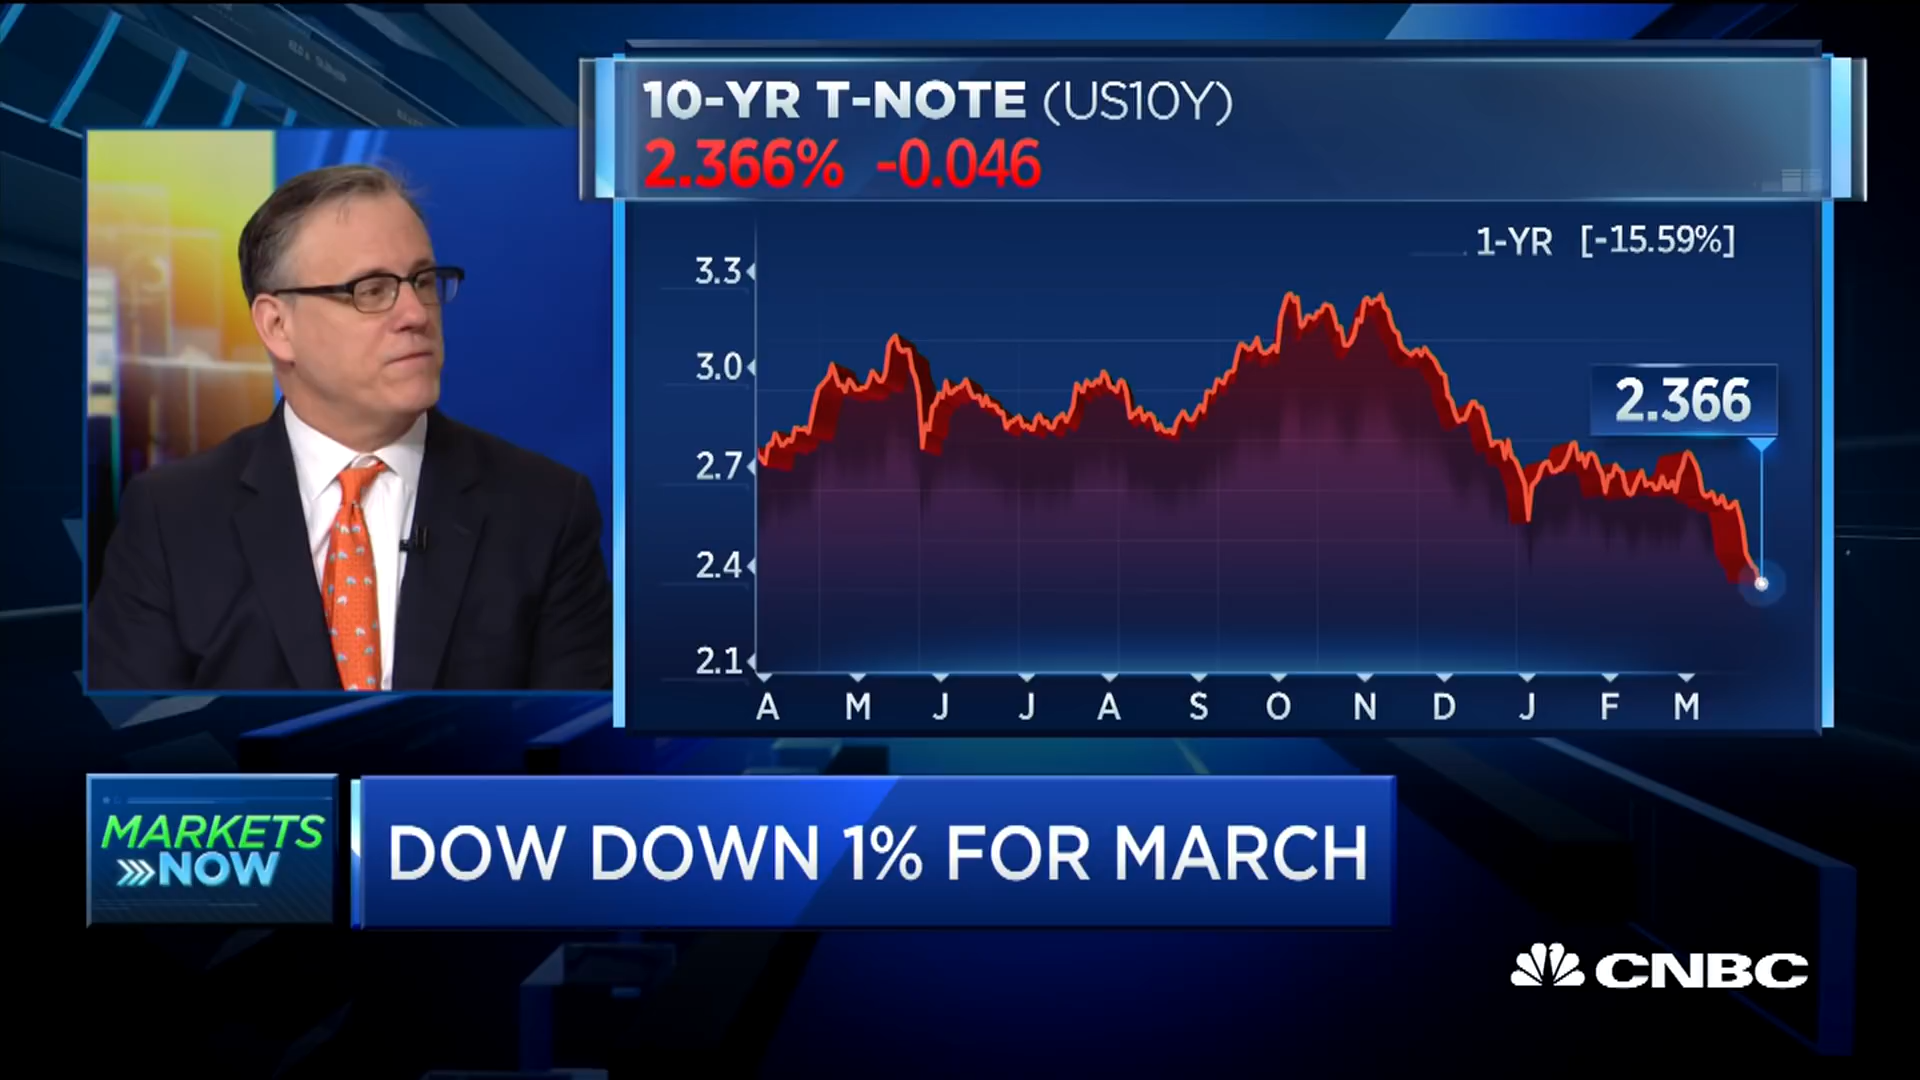 10-YR T-NOTE (US10Y)
2.366% -0.046
1-YR [-15.59%]
3.3
3.0
2.7
2.4
2.1
2.366
A M J J A S O N D J F M
MARKETS
NOW
DOW DOWN 1% FOR MARCH
CNBC